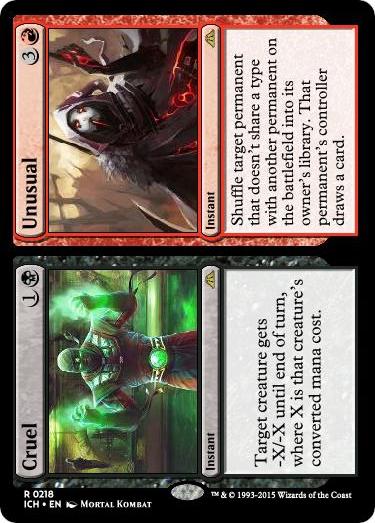 Cruel 1
Instant
Target creature gets
-X/-X until end of turn,
where X is that creature's
converted mana cost.
Unusual 3
Instant
Shuffle target permanent
that doesn't share a type
with another permanent on
the battlefield into its
owner's library. That
permanent's controller
draws a card.
R 0218
ICH • EN Mortal Kombat
™ & © 1993-2015 Wizards of the Coast